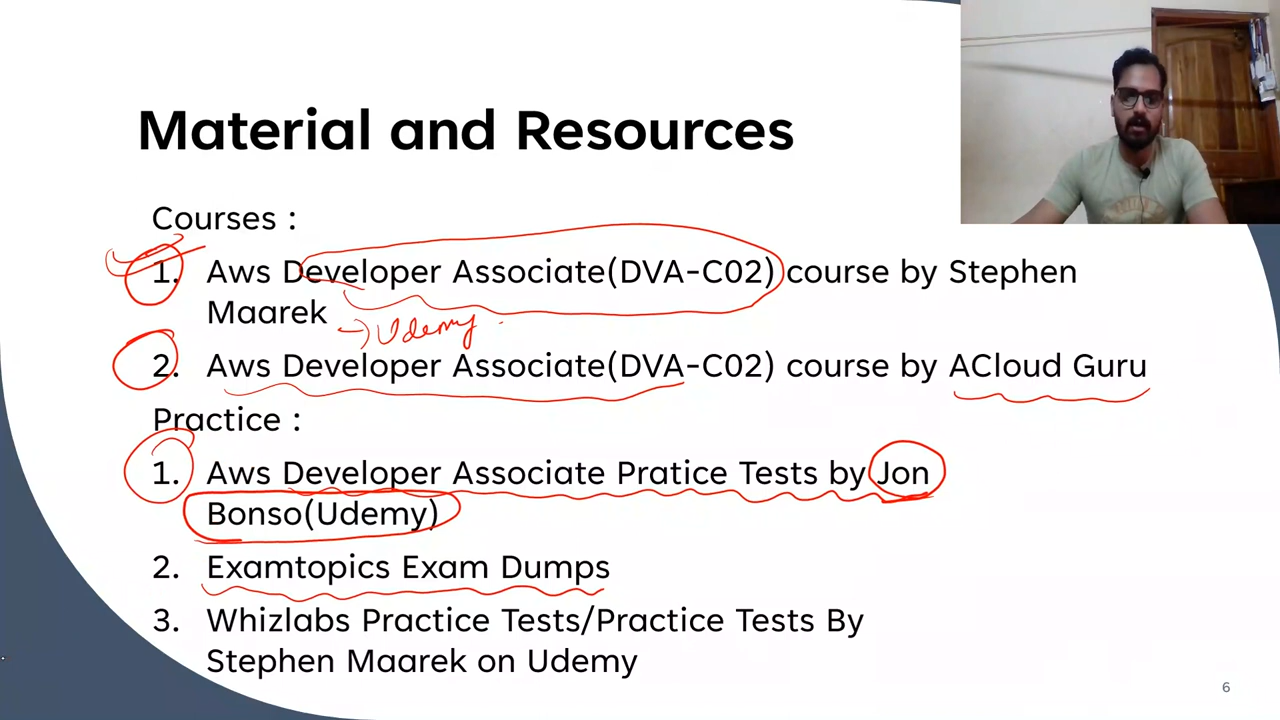 Material and Resources
Courses :
1. Aws Developer Associate(DVA-C02) course by Stephen
Maarek
→ Udemy
2. Aws Developer Associate(DVA-C02) course by ACloud Guru
Practice :
1. Aws Developer Associate Pratice Tests by Jon
Bonso(Udemy)
2. Examtopics Exam Dumps
3. Whizlabs Practice Tests/Practice Tests By
Stephen Maarek on Udemy
6